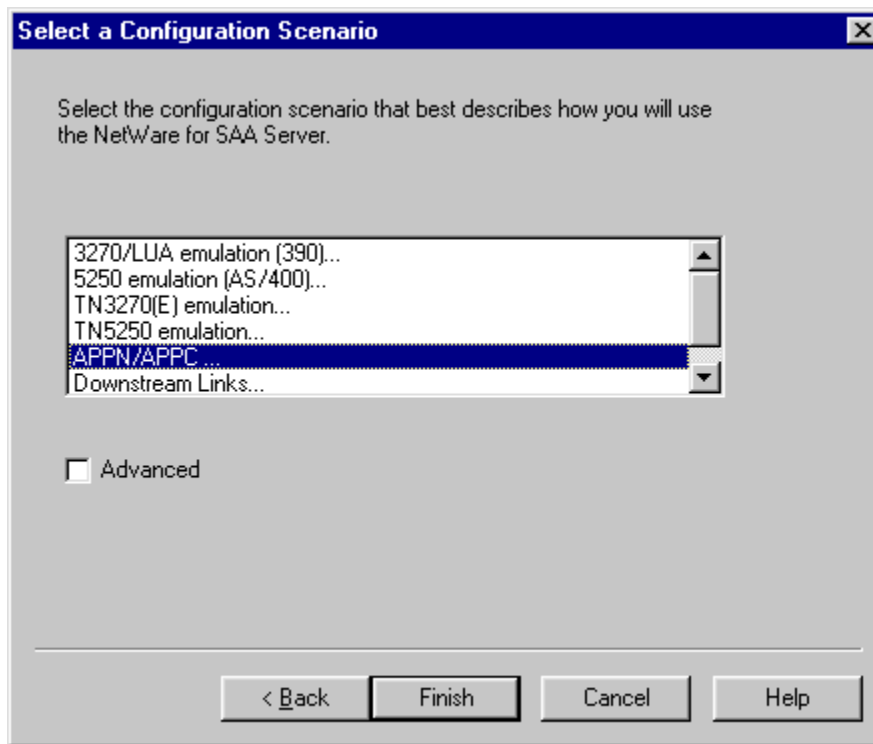 Select a Configuration Scenario
Select the configuration scenario that best describes how you will use
the NetWare for SAA Server.
3270/LUA emulation (390)...
5250 emulation (AS/400)...
TN3270(E) emulation...
TN5250 emulation...
APPN/APPC ...
Downstream Links...
Advanced
< Back
Finish
Cancel
Help